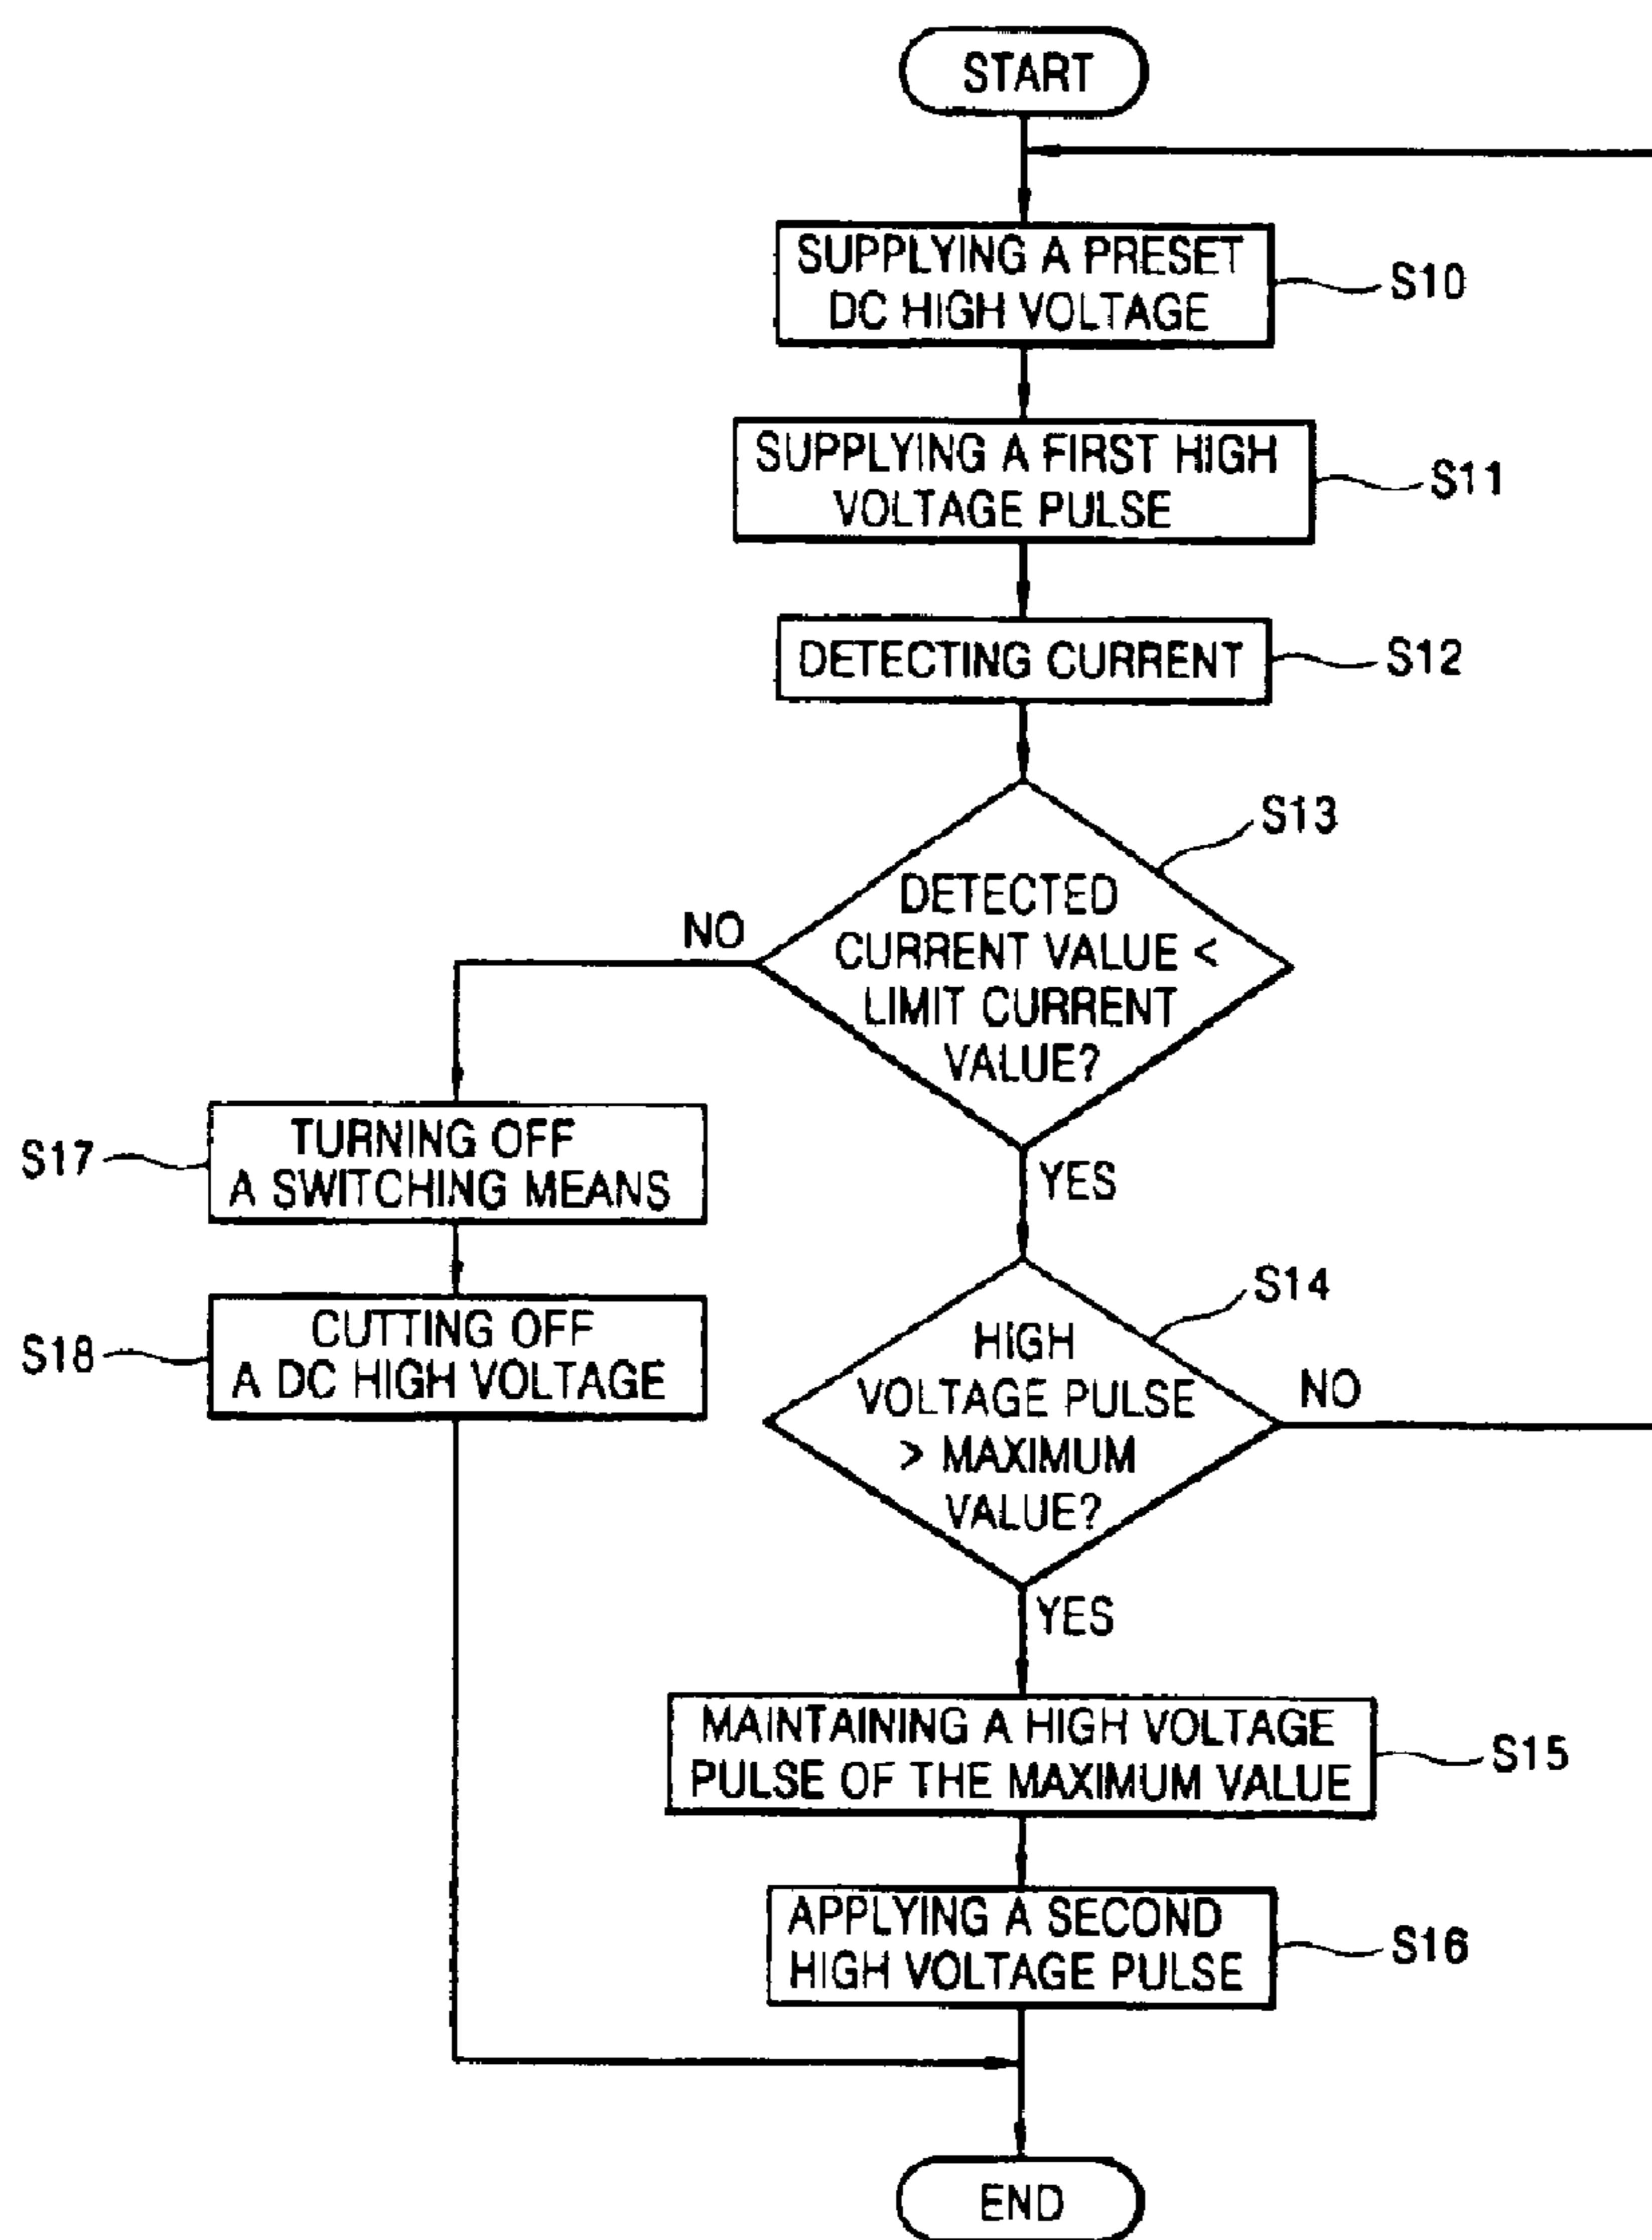 START
SUPPLYING A PRESET
DC HIGH VOLTAGE
S10
SUPPLYING A FIRST HIGH
VOLTAGE PULSE
S11
DETECTING CURRENT
S12
S13
DETECTED
CURRENT VALUE <
LIMIT CURRENT
VALUE?
NO
YES
S17
TURNING OFF
A SWITCHING MEANS
S18
CUTTING OFF
A DC HIGH VOLTAGE
S14
HIGH
VOLTAGE PULSE
> MAXIMUM
VALUE?
NO
YES
MAINTAINING A HIGH VOLTAGE
PULSE OF THE MAXIMUM VALUE
S15
APPLYING A SECOND
HIGH VOLTAGE PULSE
S16
END